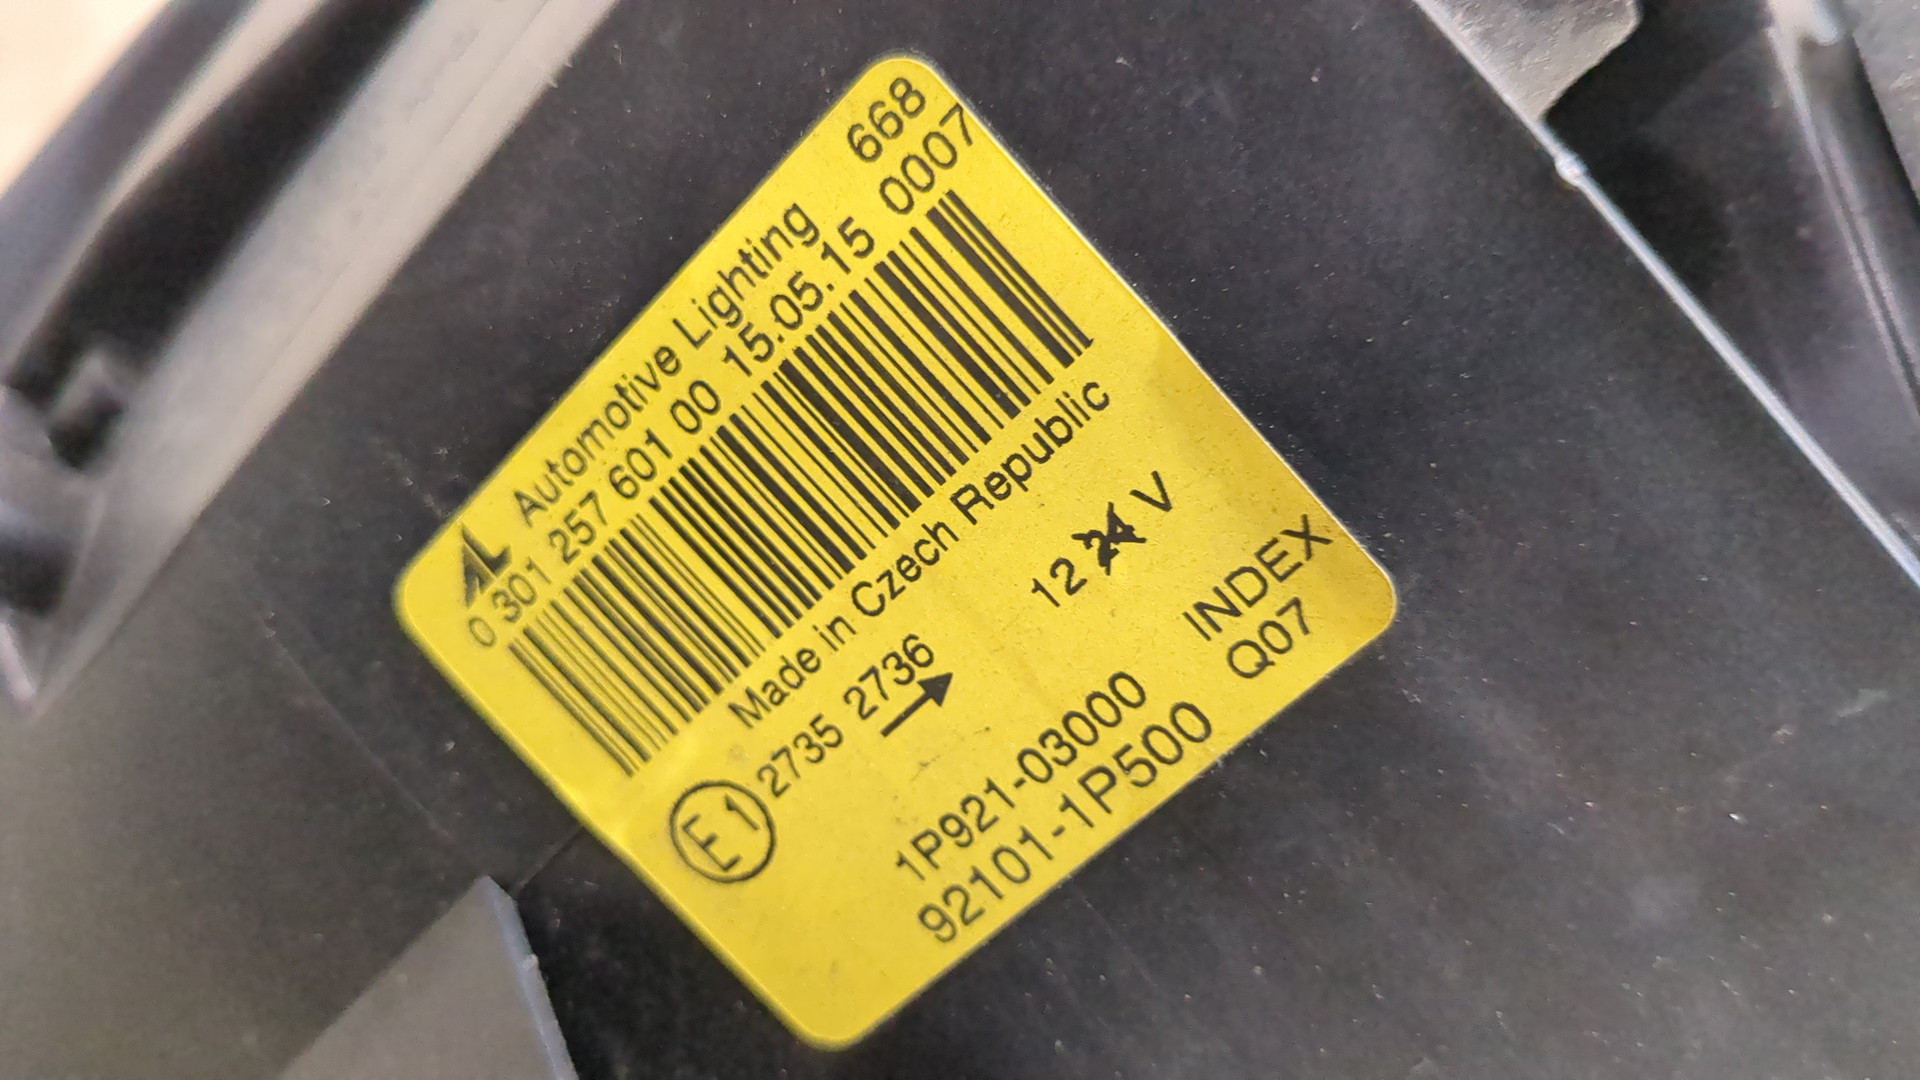 AL Automotive Lighting 668
0 301 257 601 00 15.05.15 0007
Made in Czech Republic
E1 2735 2736
12 24 V
1P921-03000 INDEX
92101-1P500 Q07